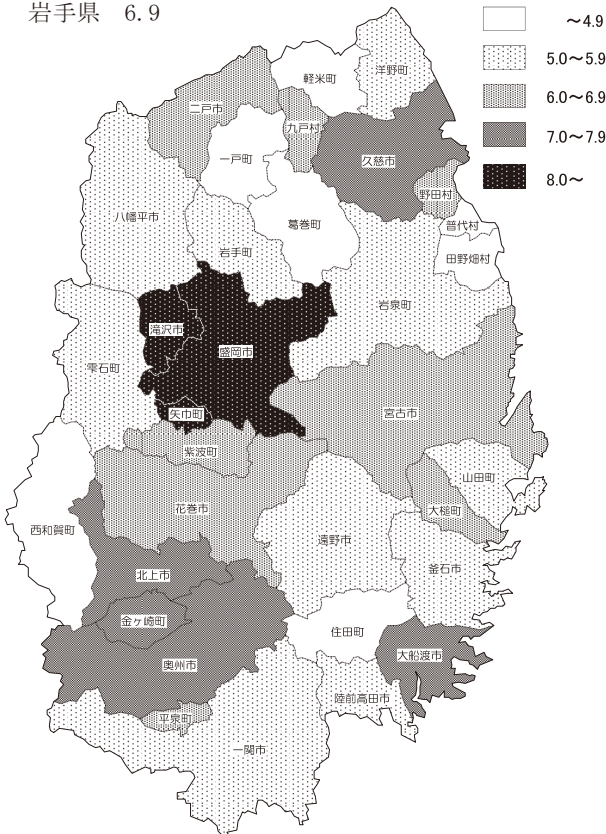 岩手県 6.9
～4.9
5.0～5.9
6.0～6.9
7.0～7.9
8.0～
軽米町
洋野町
二戸市
九戸村
一戸町
久慈市
野田村
普代村
八幡平市
葛巻町
岩手町
田野畑村
岩泉町
滝沢市
盛岡市
雫石町
矢巾町
宮古市
紫波町
山田町
花巻市
大槌町
西和賀町
遠野市
釜石市
北上市
金ヶ崎町
住田町
大船渡市
奥州市
陸前高田市
平泉町
一関市